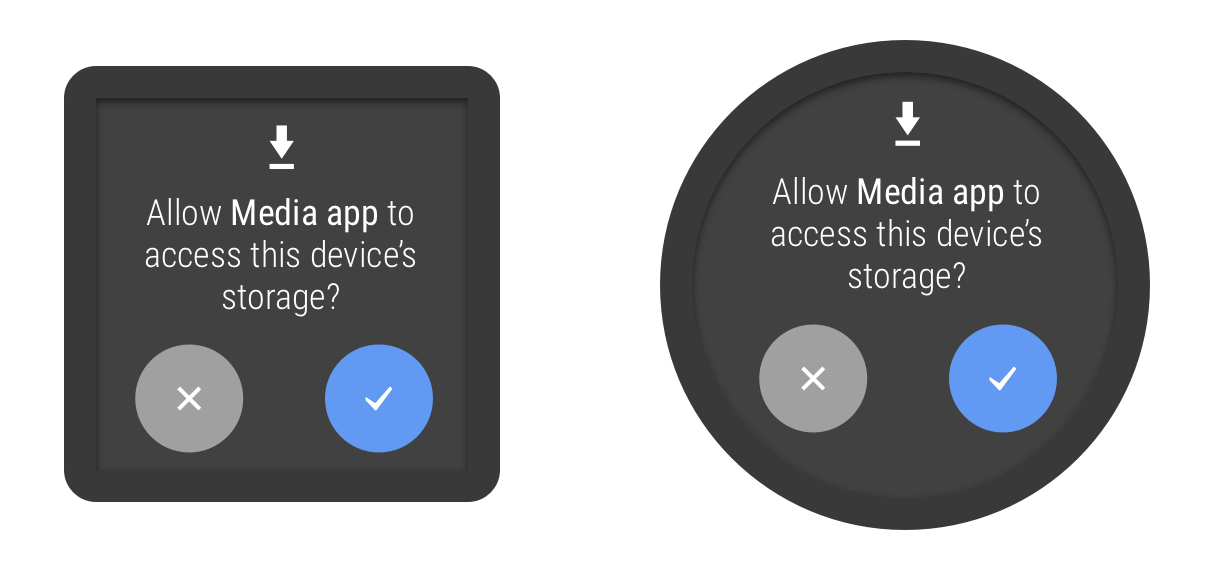 Allow Media app to
access this device’s
storage?
Allow Media app to
access this device’s
storage?